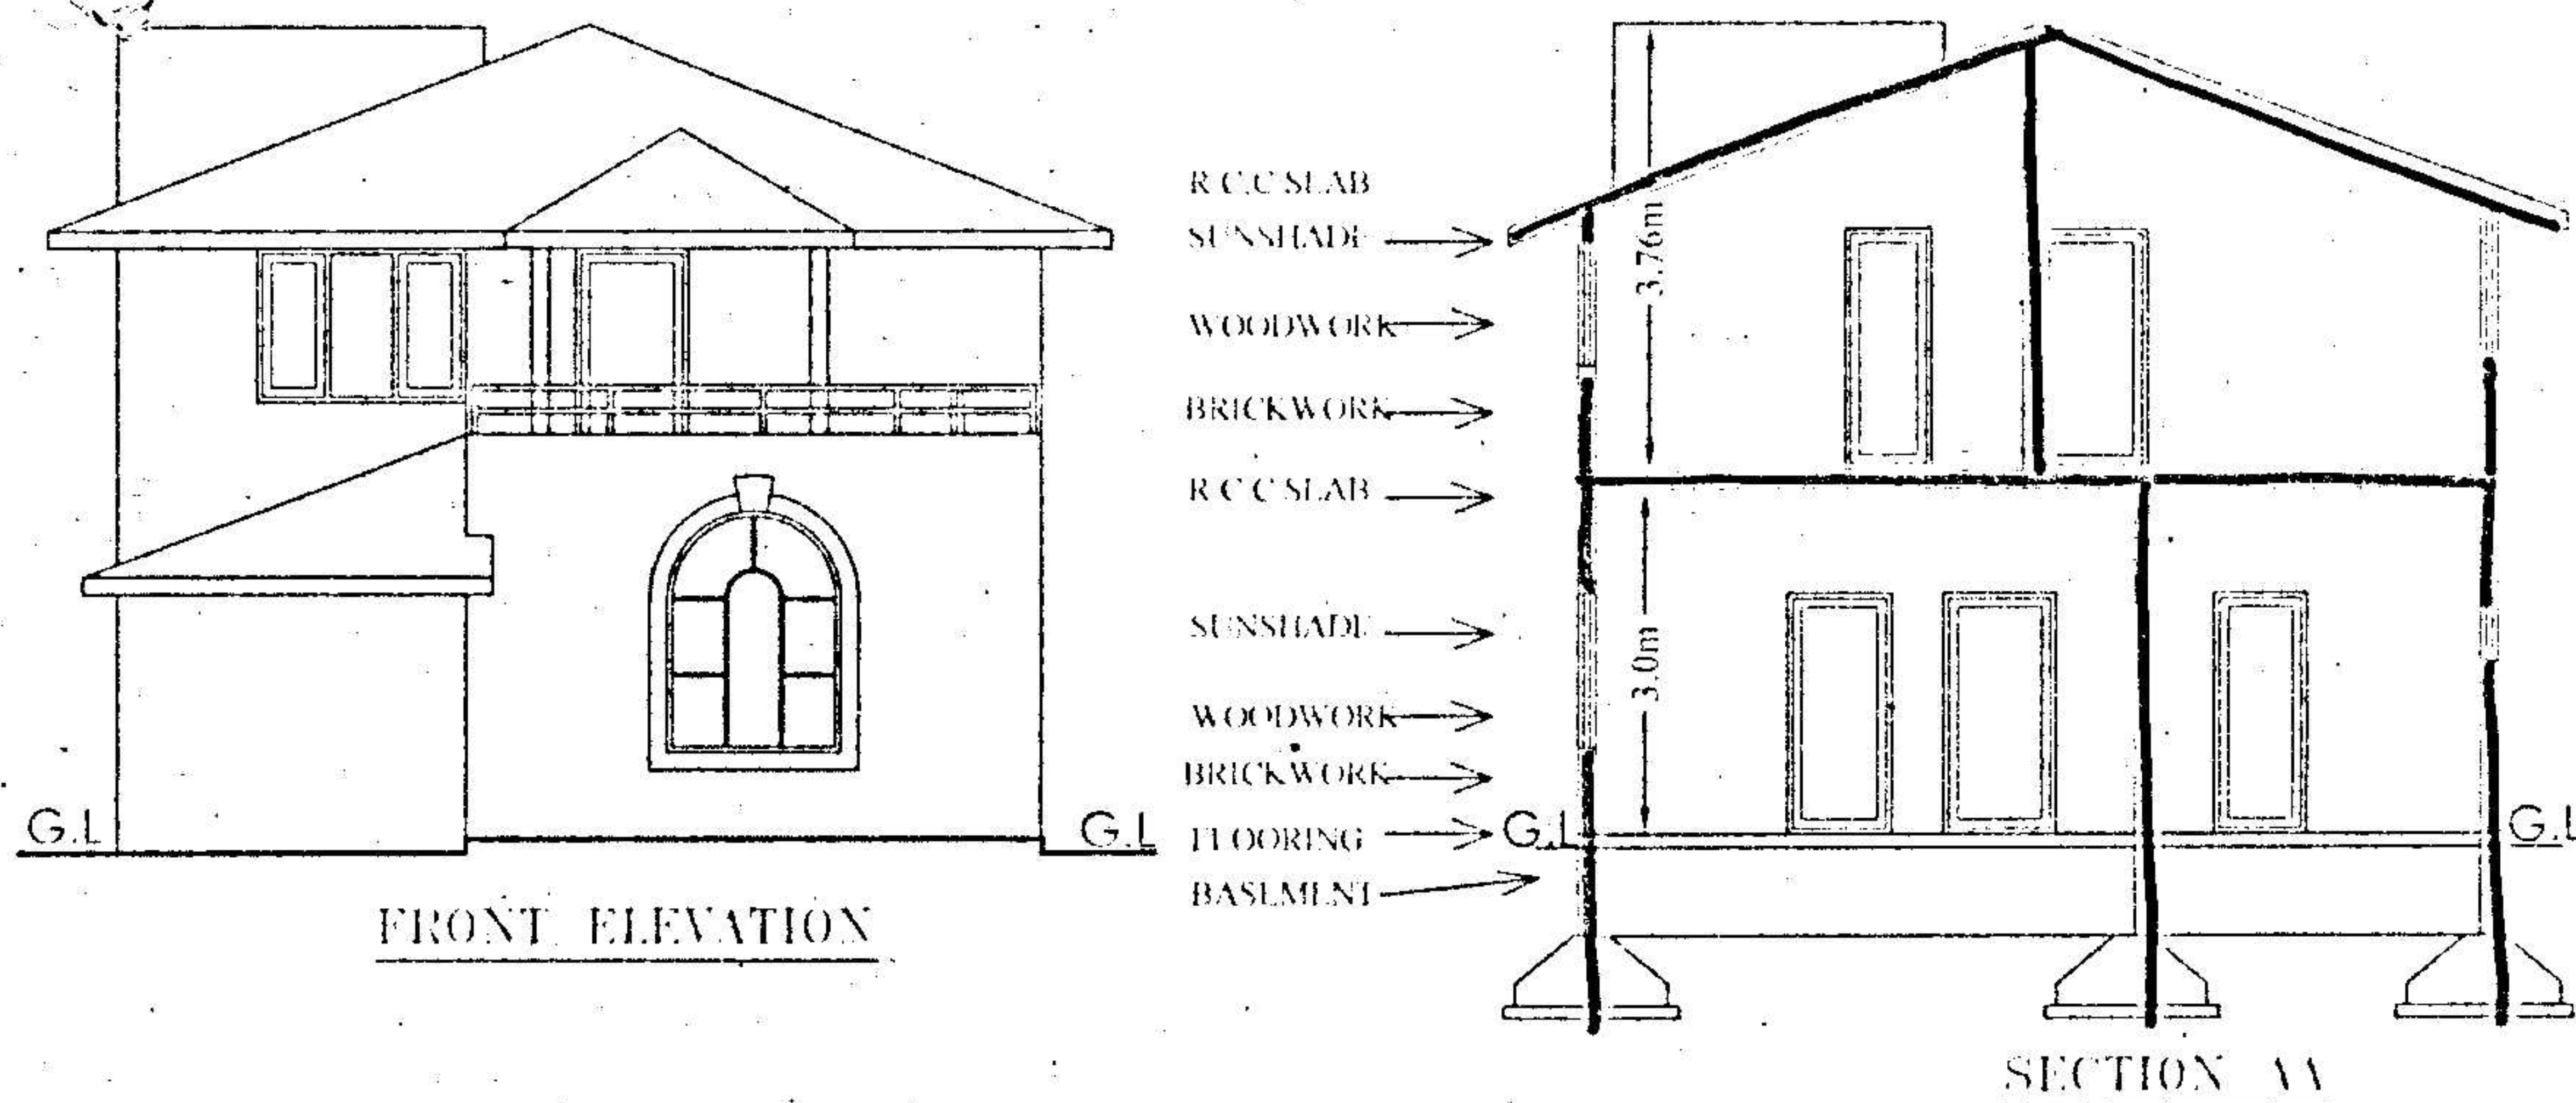 G.L
G.L
FRONT ELEVATION
R C.C SLAB
SUNSHADE
WOODWORK
BRICKWORK
R C C SLAB
SUNSHADE
WOODWORK
BRICKWORK
FLOORING
BASEMENT
3.76m
3.0m
G.L
G.L
SECTION AA